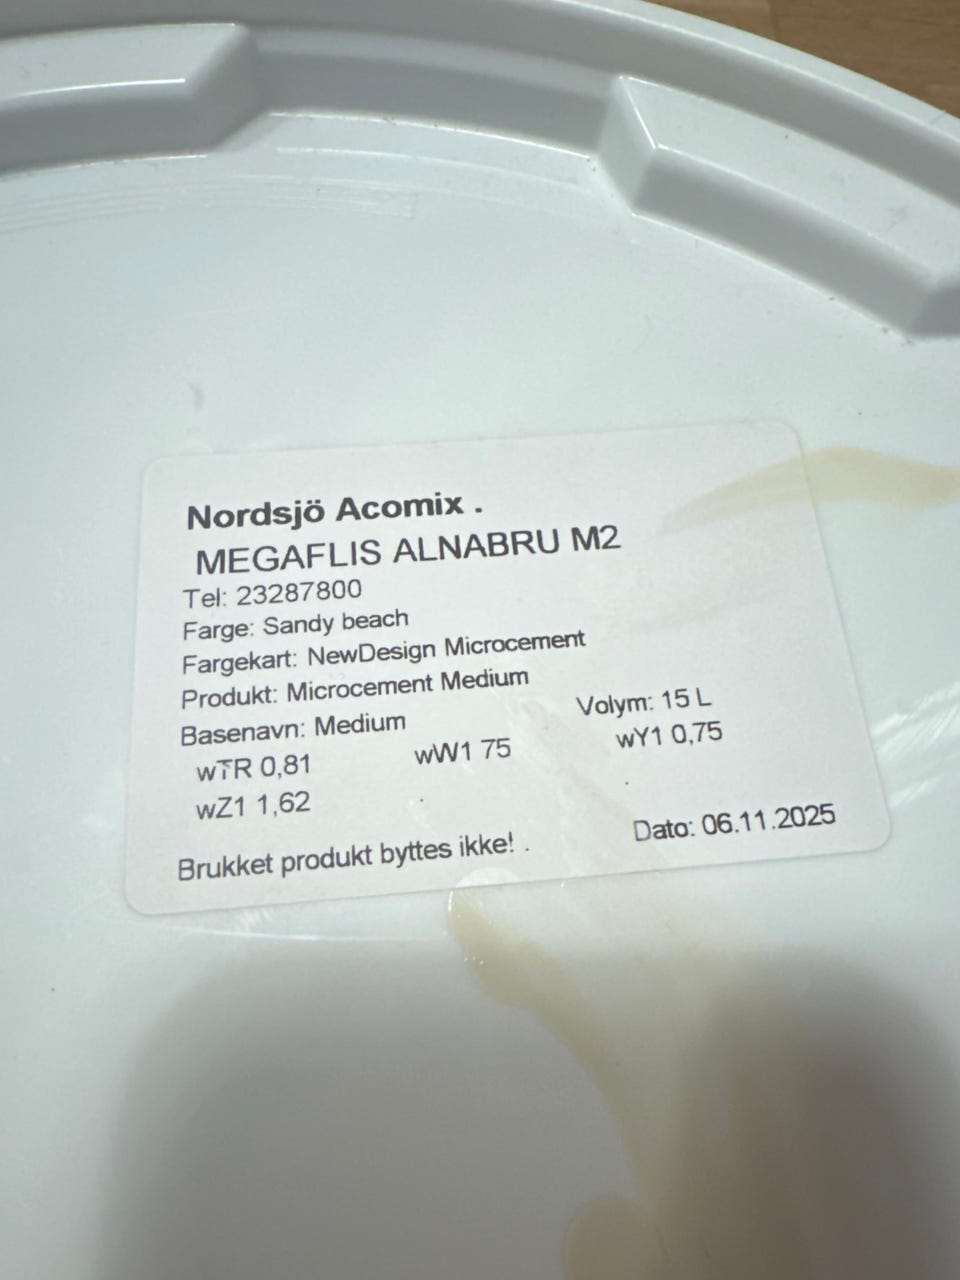 Nordsjö Acomix .
MEGAFLIS ALNABRU M2
Tel: 23287800
Farge: Sandy beach
Fargekart: NewDesign Microcement
Produkt: Microcement Medium
Basenavn: Medium Volym: 15 L
wTR 0,81 wW1 75 wY1 0,75
wZ1 1,62 . .
Brukket produkt byttes ikke! . Dato: 06.11.2025